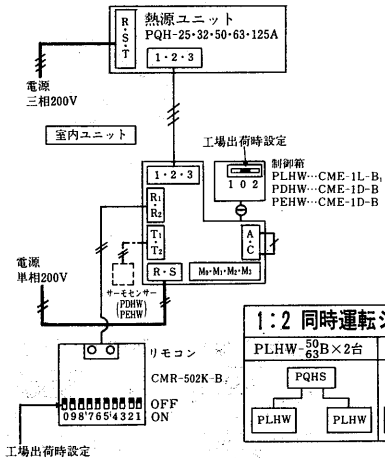 熱源ユニット
PQH-25・32・50・63・125A
R・S・T
1・2・3
電源
三相200V
室内ユニット
工場出荷時設定
1 0 2
制御箱
PLHW…CME-1L-B₁
PDHW…CME-1D-B
PEHW…CME-1D-B
1・2・3
R₁・R₂
T₁・T₂
A・C
R・S
M₀・M₁・M₂・M₃
電源
単相200V
サーモセンサー
(PDHW
PEHW)
リモコン
CMR-502K-B₁
OFF
ON
0987654321
工場出荷時設定
1:2 同時運転シ
PLHW-50/63B×2台
PQHS
PLHW
PLHW